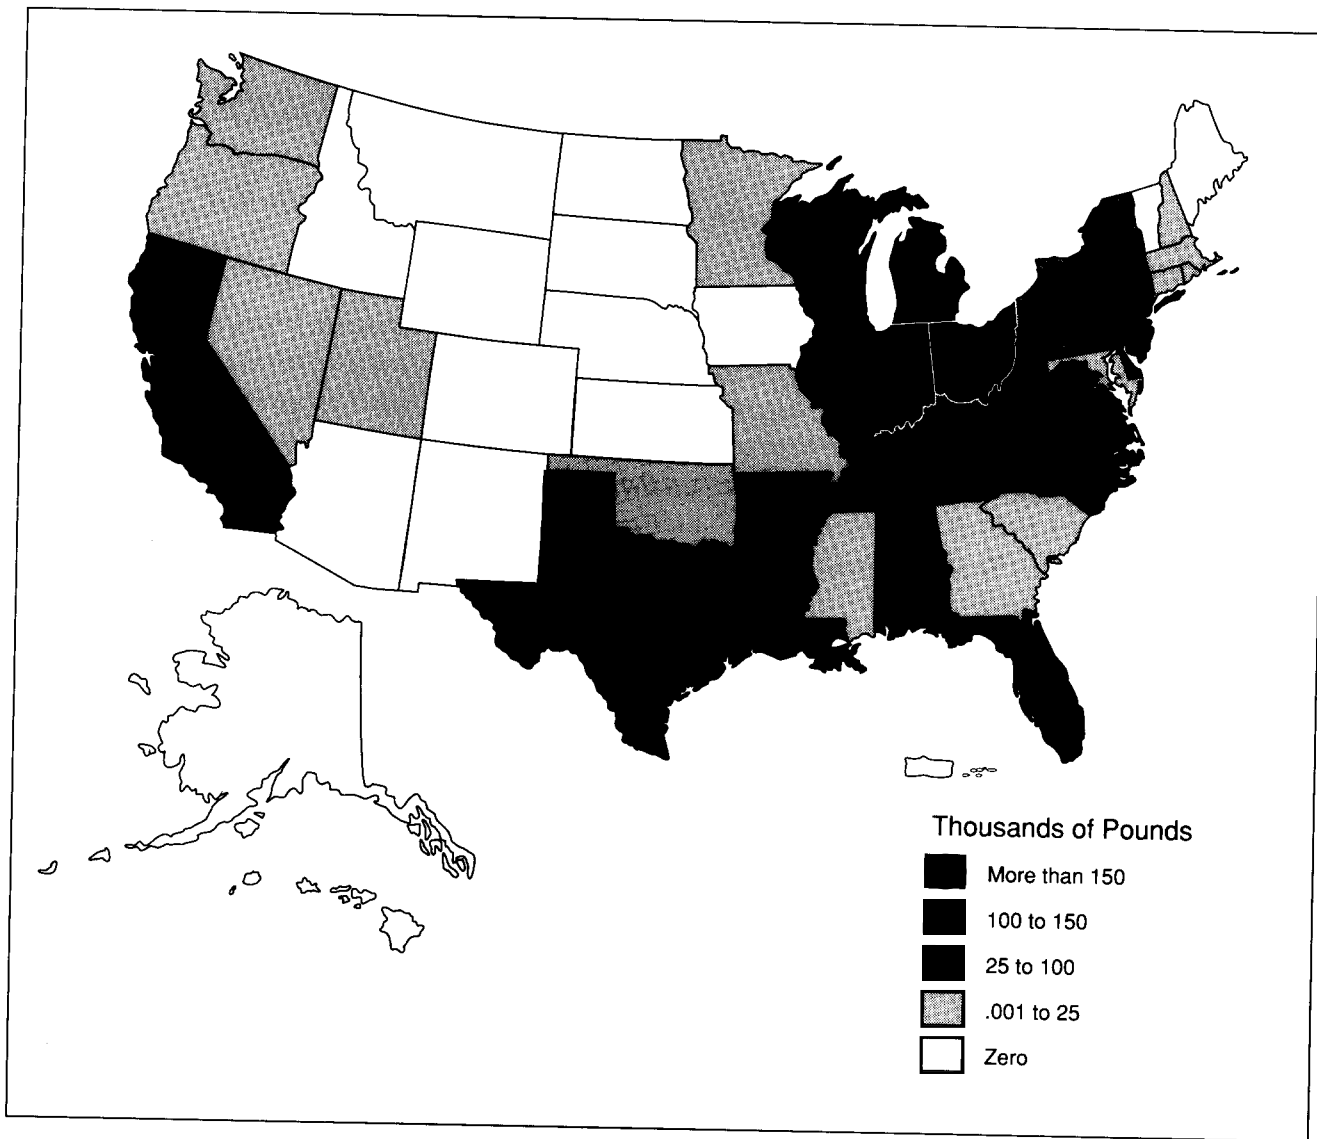 Thousands of Pounds
More than 150
100 to 150
25 to 100
.001 to 25
Zero